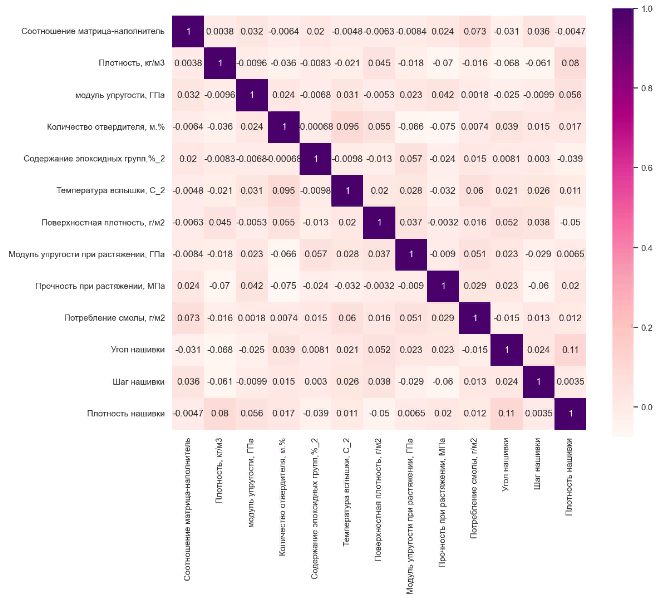 Соотношение матрица-наполнитель 1 0.0038 0.032 -0.0064 0.02 -0.0048 -0.0063 -0.0084 0.024 0.073 -0.031 0.036 -0.0047
Плотность, кг/м3 0.0038 1 -0.0096 -0.036 -0.0083 -0.021 0.045 -0.018 -0.07 -0.016 -0.068 -0.061 0.08
модуль упругости, ГПа 0.032 -0.0096 1 0.024 -0.0068 0.031 -0.0053 0.023 0.042 0.0018 -0.025 -0.0099 0.056
Количество отвердителя, м.% -0.0064 -0.036 0.024 1 0.00068 0.095 0.055 -0.066 -0.075 0.0074 0.039 0.015 0.017
Содержание эпоксидных групп,%_2 0.02 -0.0083 -0.0068 0.00068 1 -0.0098 -0.013 0.057 -0.024 0.015 0.0081 0.003 -0.039
Температура вспышки, С_2 -0.0048 -0.021 0.031 0.095 -0.0098 1 0.02 0.028 -0.032 0.06 0.021 0.026 0.011
Поверхностная плотность, г/м2 -0.0063 0.045 -0.0053 0.055 -0.013 0.02 1 0.037 -0.0032 0.016 0.052 0.038 -0.05
Модуль упругости при растяжении, ГПа -0.0084 -0.018 0.023 -0.066 0.057 0.028 0.037 1 -0.009 0.051 0.023 -0.029 0.0065
Прочность при растяжении, МПа 0.024 -0.07 0.042 -0.075 -0.024 -0.032 -0.0032 -0.009 1 0.029 0.023 -0.06 0.02
Потребление смолы, г/м2 0.073 -0.016 0.0018 0.0074 0.015 0.06 0.016 0.051 0.029 1 -0.015 0.013 0.012
Угол нашивки -0.031 -0.068 -0.025 0.039 0.0081 0.021 0.052 0.023 0.023 -0.015 1 0.024 0.11
Шаг нашивки 0.036 -0.061 -0.0099 0.015 0.003 0.026 0.038 -0.029 -0.06 0.013 0.024 1 0.0035
Плотность нашивки -0.0047 0.08 0.056 0.017 -0.039 0.011 -0.05 0.0065 0.02 0.012 0.11 0.0035 1
Соотношение матрица-наполнитель
Плотность, кг/м3
модуль упругости, ГПа
Количество отвердителя, м.%
Содержание эпоксидных групп,%_2
Температура вспышки, С_2
Поверхностная плотность, г/м2
Модуль упругости при растяжении, ГПа
Прочность при растяжении, МПа
Потребление смолы, г/м2
Угол нашивки
Шаг нашивки
Плотность нашивки
1.0
0.8
0.6
0.4
0.2
0.0